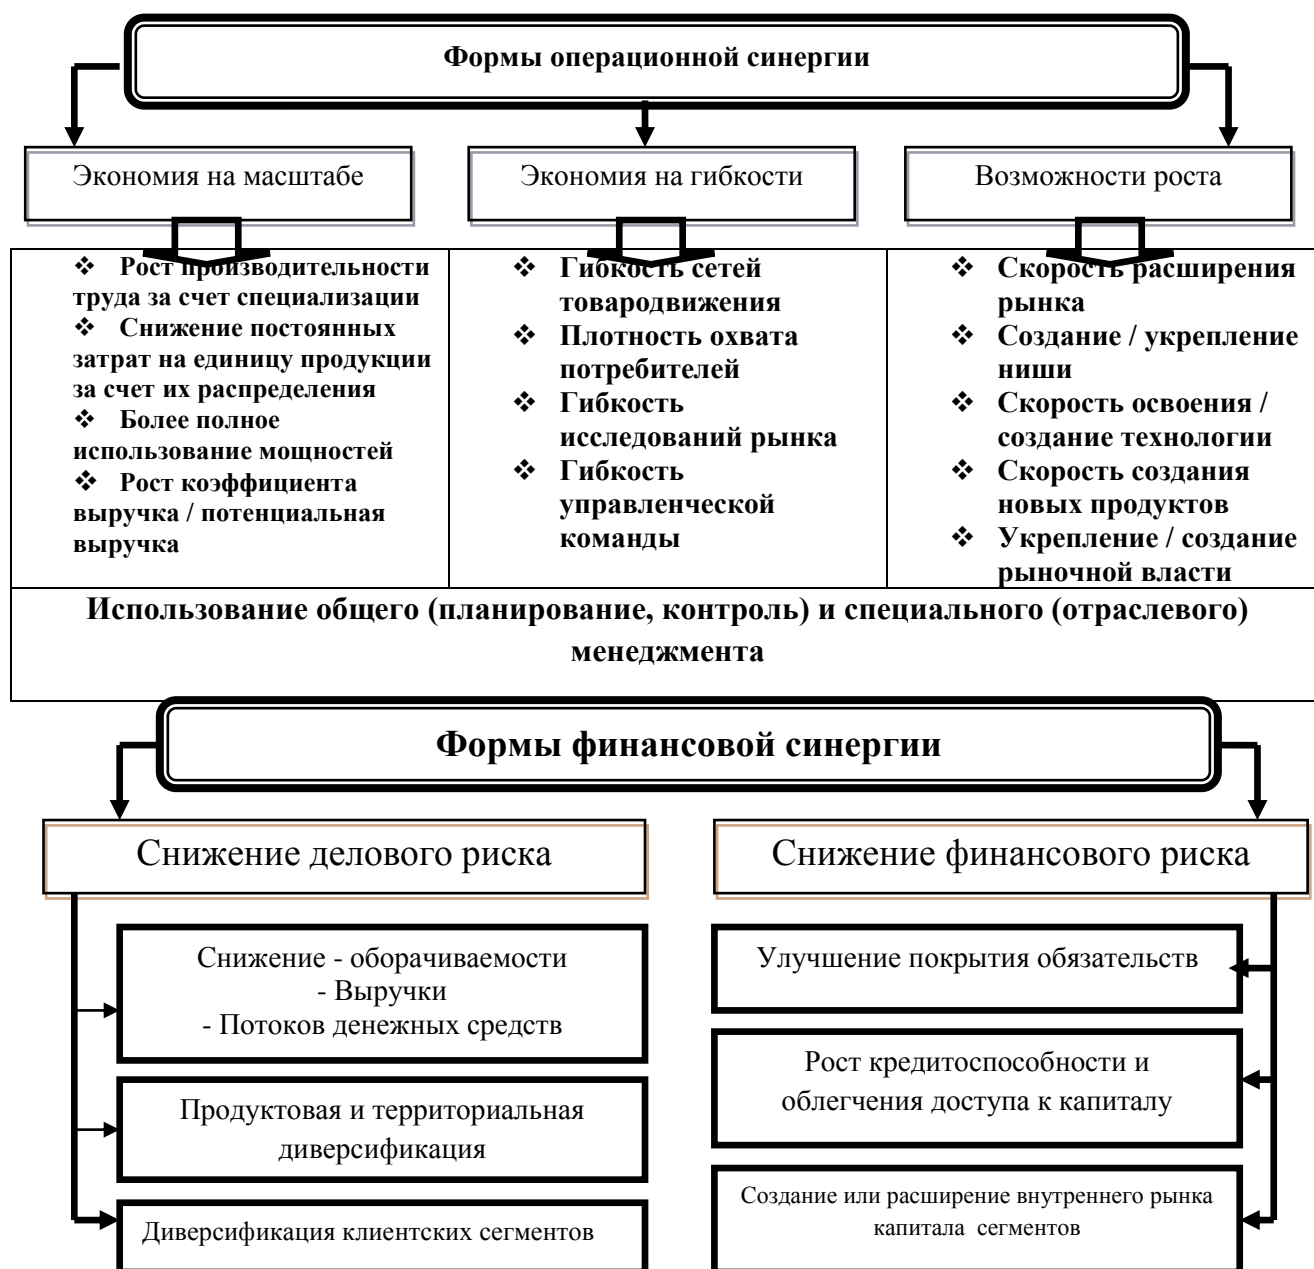 Формы операционной синергии
Экономия на масштабе
Экономия на гибкости
Возможности роста
❖ Рост производительности
труда за счет специализации
❖ Снижение постоянных
затрат на единицу продукции
за счет их распределения
❖ Более полное
использование мощностей
❖ Рост коэффициента
выручка / потенциальная
выручка
❖ Гибкость сетей
товародвижения
❖ Плотность охвата
потребителей
❖ Гибкость
исследований рынка
❖ Гибкость
управленческой
команды
❖ Скорость расширения
рынка
❖ Создание / укрепление
ниши
❖ Скорость освоения /
создание технологии
❖ Скорость создания
новых продуктов
❖ Укрепление / создание
рыночной власти
Использование общего (планирование, контроль) и специального (отраслевого)
менеджмента
Формы финансовой синергии
Снижение делового риска
Снижение - оборачиваемости
- Выручки
- Потоков денежных средств
Продуктовая и территориальная
диверсификация
Диверсификация клиентских сегментов
Снижение финансового риска
Улучшение покрытия обязательств
Рост кредитоспособности и
облегчения доступа к капиталу
Создание или расширение внутреннего рынка
капитала сегментов